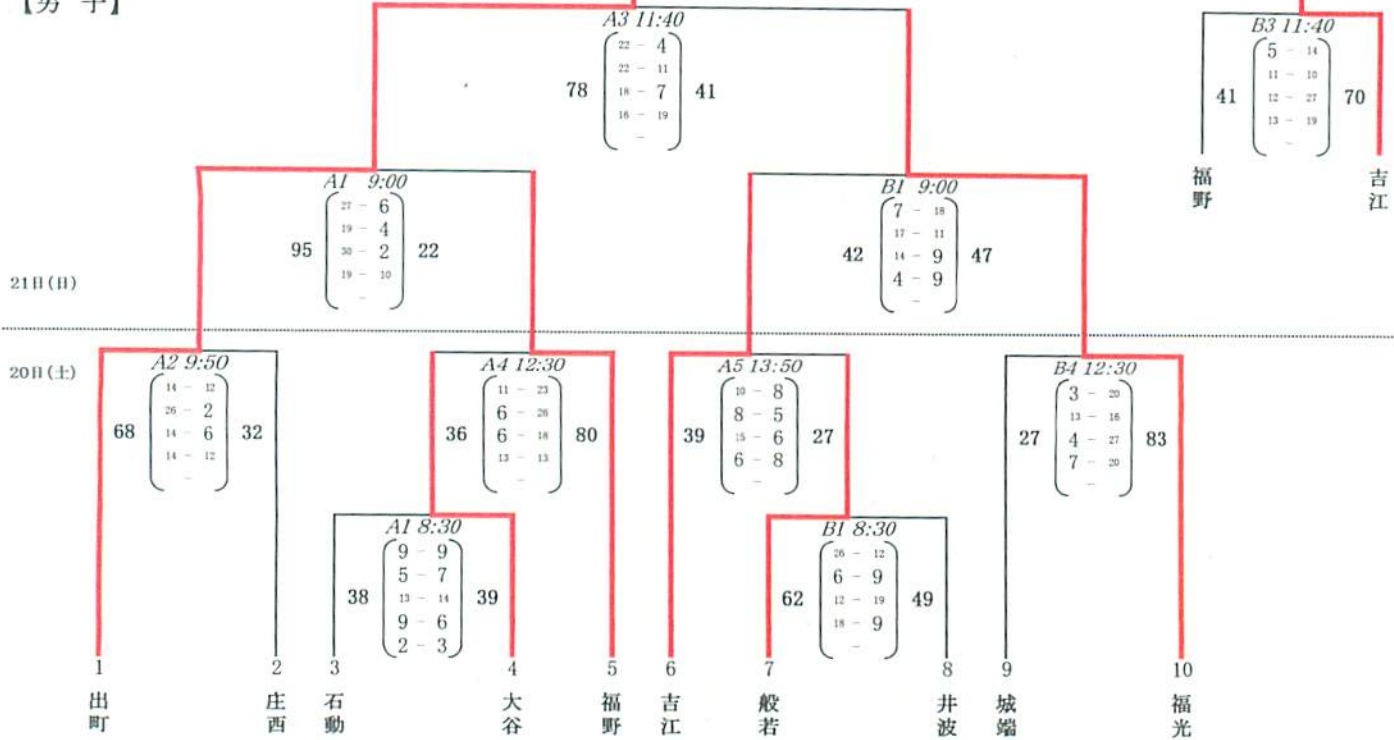 【男 子】
A3 11:40
78
22 - 4
22 - 11
18 - 7
16 - 19
-
41
B3 11:40
41
5 - 14
11 - 10
12 - 27
13 - 19
-
70
福野
吉江
A1 9:00
95
27 - 6
19 - 4
30 - 2
19 - 10
-
22
B1 9:00
42
7 - 18
17 - 11
14 - 9
4 - 9
-
47
21日(日)
20日(土)
A2 9:50
68
14 - 12
26 - 2
14 - 6
14 - 12
-
32
A4 12:30
36
11 - 23
6 - 26
6 - 18
13 - 13
-
80
A5 13:50
39
10 - 8
8 - 5
15 - 6
6 - 8
-
27
B4 12:30
27
3 - 20
13 - 16
4 - 27
7 - 20
-
83
A1 8:30
38
9 - 9
5 - 7
13 - 14
9 - 6
2 - 3
39
B1 8:30
62
26 - 12
6 - 9
12 - 19
18 - 9
-
49
1 2 3 4 5 6 7 8 9 10
出町
庄西
石動
大谷
福野
吉江
般若
井波
城端
福光